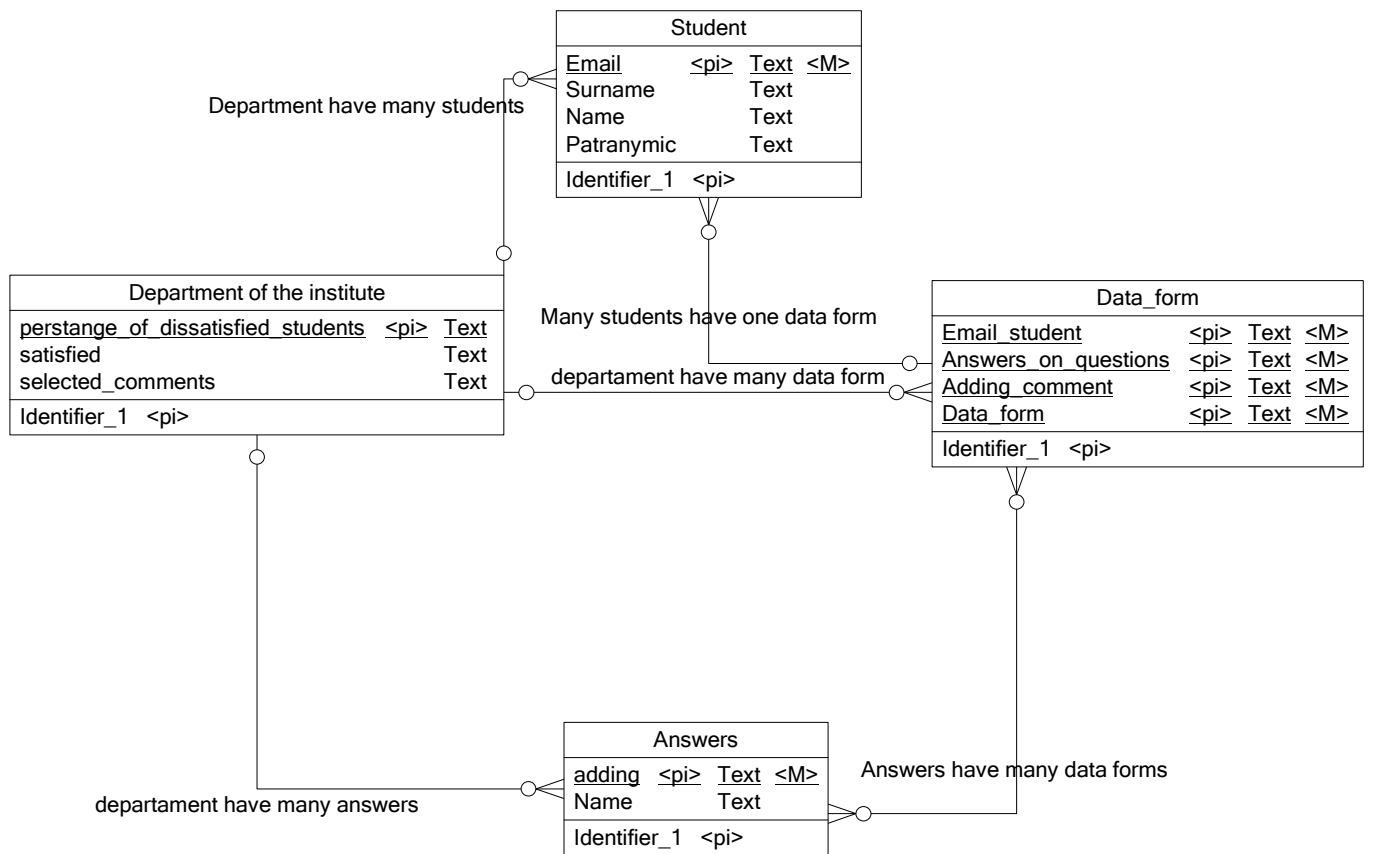 Student
Email <pi> Text <M>
Surname Text
Name Text
Patranymic Text
Identifier_1 <pi>
Department have many students
Department of the institute
perstange_of_dissatisfied_students <pi> Text
satisfied Text
selected_comments Text
Identifier_1 <pi>
Many students have one data form
departament have many data form
Data_form
Email_student <pi> Text <M>
Answers_on_questions <pi> Text <M>
Adding_comment <pi> Text <M>
Data_form <pi> Text <M>
Identifier_1 <pi>
Answers
adding <pi> Text <M>
Name Text
Identifier_1 <pi>
departament have many answers
Answers have many data forms